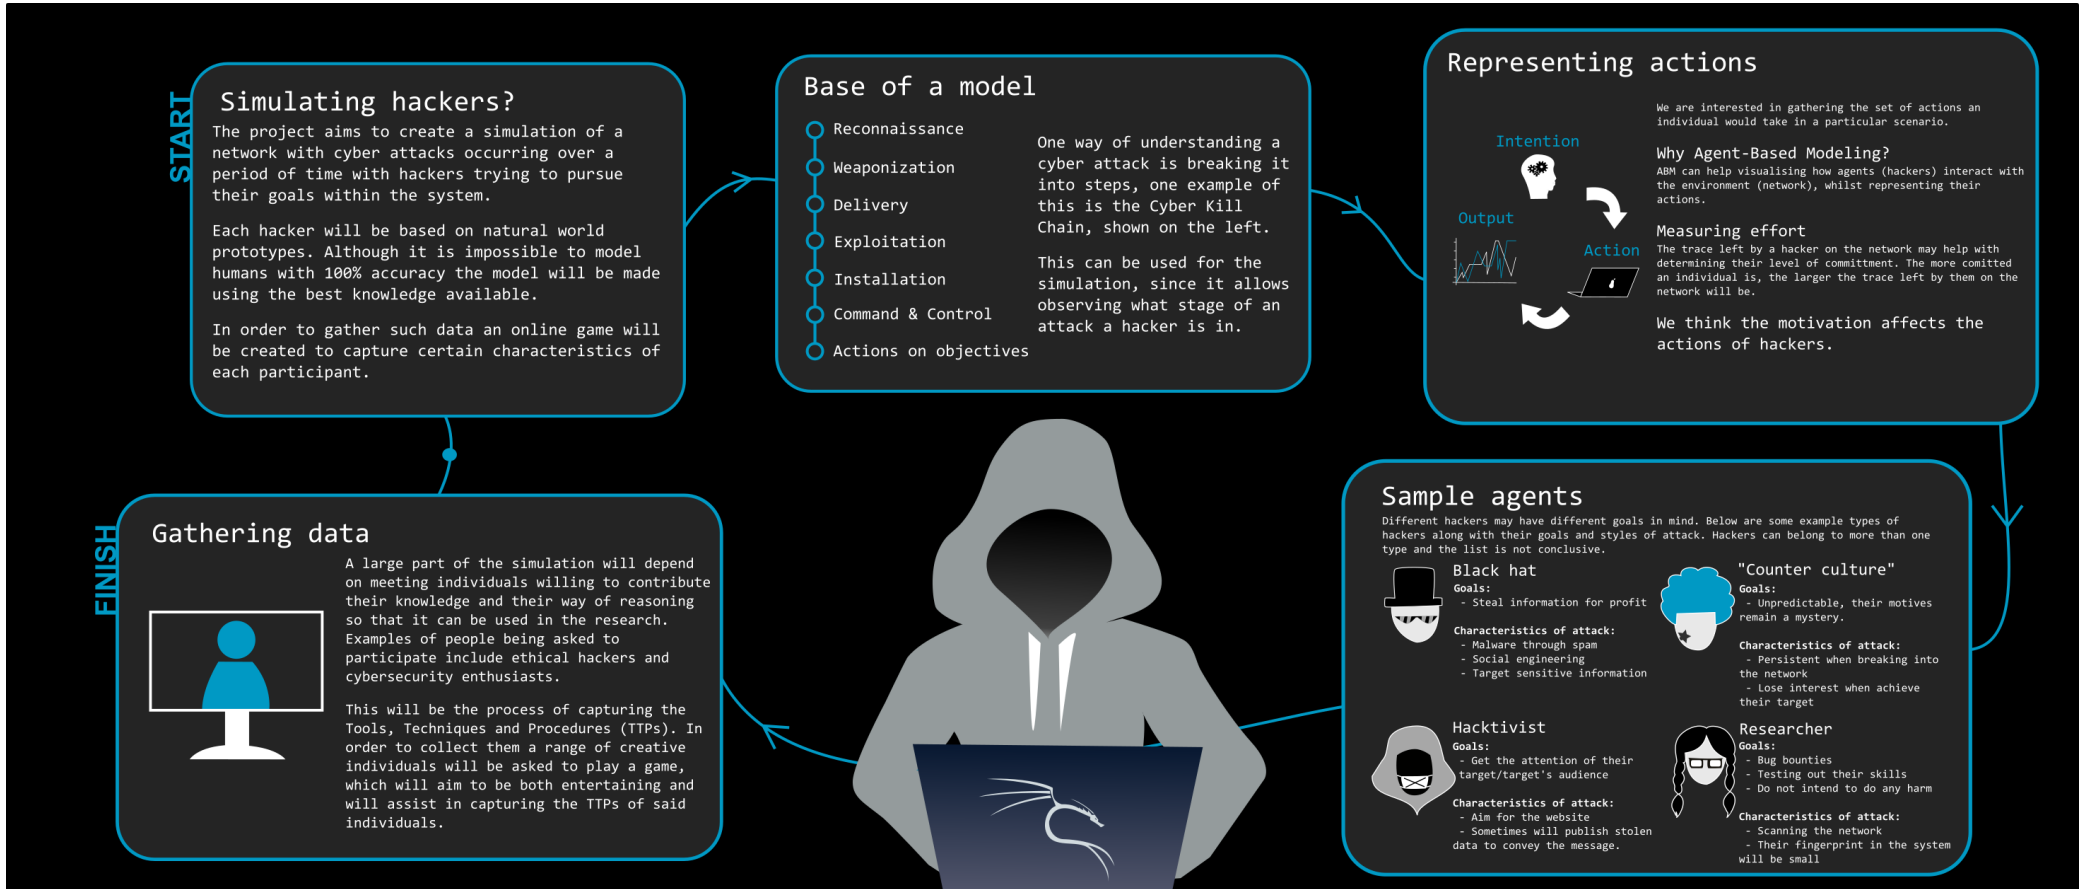 START
Simulating hackers?
The project aims to create a simulation of a
network with cyber attacks occurring over a
period of time with hackers trying to pursue
their goals within the system.
Each hacker will be based on natural world
prototypes. Although it is impossible to model
humans with 100% accuracy the model will be made
using the best knowledge available.
In order to gather such data an online game will
be created to capture certain characteristics of
each participant.
Base of a model
Reconnaissance
Weaponization
Delivery
Exploitation
Installation
Command & Control
Actions on objectives
One way of understanding a
cyber attack is breaking it
into steps, one example of
this is the Cyber Kill
Chain, shown on the left.
This can be used for the
simulation, since it allows
observing what stage of an
attack a hacker is in.
Representing actions
Intention
Output
Action
We are interested in gathering the set of actions an
individual would take in a particular scenario.
Why Agent-Based Modeling?
ABM can help visualising how agents (hackers) interact with
the environment (network), whilst representing their
actions.
Measuring effort
The trace left by a hacker on the network may help with
determining their level of committment. The more comitted
an individual is, the larger the trace left by them on the
network will be.
We think the motivation affects the
actions of hackers.
Sample agents
Different hackers may have different goals in mind. Below are some example types of
hackers along with their goals and styles of attack. Hackers can belong to more than one
type and the list is not conclusive.
Black hat
Goals:
- Steal information for profit
Characteristics of attack:
- Malware through spam
- Social engineering
- Target sensitive information
"Counter culture"
Goals:
- Unpredictable, their motives
remain a mystery.
Characteristics of attack:
- Persistent when breaking into
the network
- Lose interest when achieve
their target
Hacktivist
Goals:
- Get the attention of their
target/target's audience
Characteristics of attack:
- Aim for the website
- Sometimes will publish stolen
data to convey the message.
Researcher
Goals:
- Bug bounties
- Testing out their skills
- Do not intend to do any harm
Characteristics of attack:
- Scanning the network
- Their fingerprint in the system
will be small
FINISH
Gathering data
A large part of the simulation will depend
on meeting individuals willing to contribute
their knowledge and their way of reasoning
so that it can be used in the research.
Examples of people being asked to
participate include ethical hackers and
cybersecurity enthusiasts.
This will be the process of capturing the
Tools, Techniques and Procedures (TTPs). In
order to collect them a range of creative
individuals will be asked to play a game,
which will aim to be both entertaining and
will assist in capturing the TTPs of said
individuals.